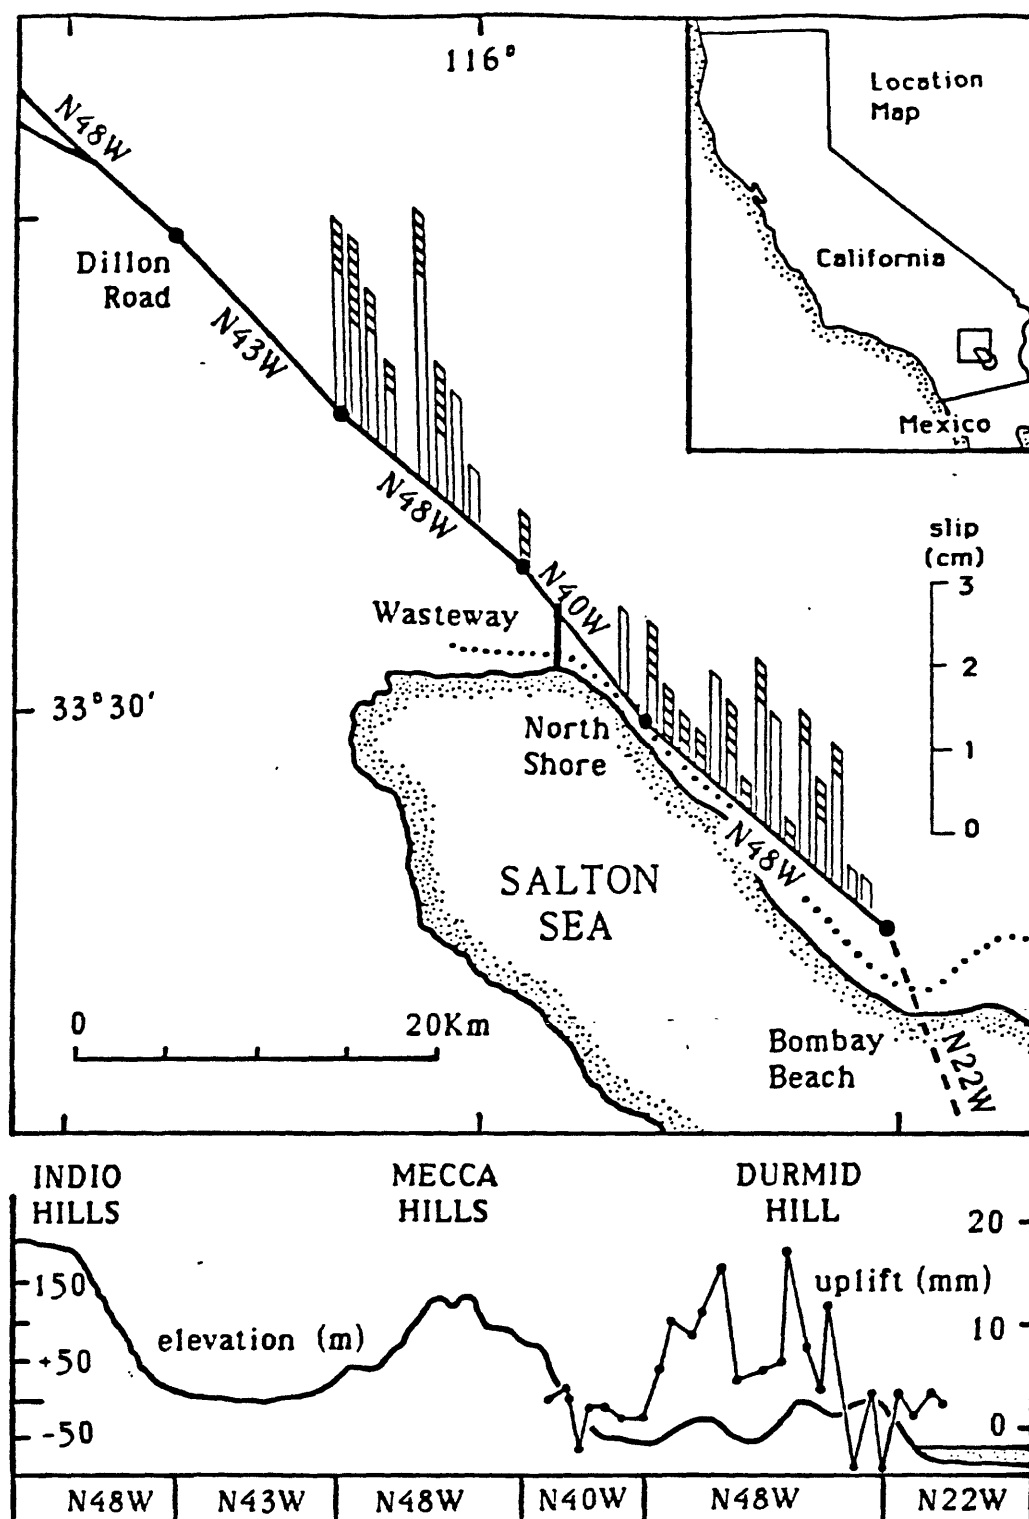 116°
Location
Map
N48W
California
Dillon
Road
N43W
Mexico
N48W
slip
(cm)
3
N40W
Wasteway
2
33°30'
North
Shore
1
0
N48W
SALTON
SEA
0
20Km
Bombay
Beach
N22W
INDIO
HILLS
MECCA
HILLS
DURMID
HILL
20
150
uplift (mm)
elevation (m)
10
+50
-50
0
N48W
N43W
N48W
N40W
N48W
N22W